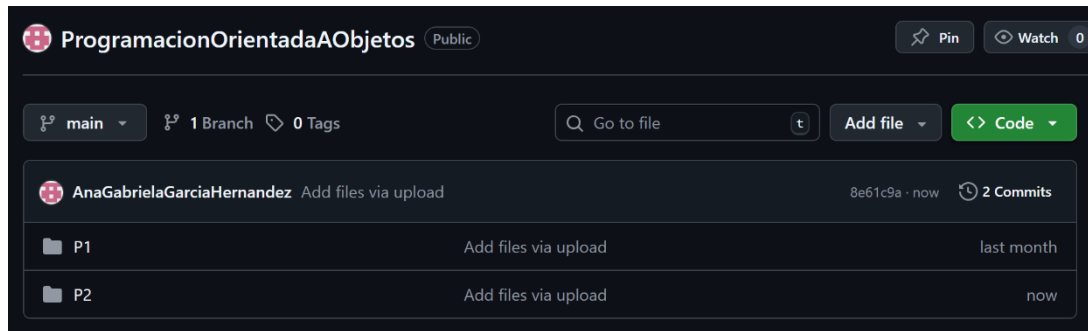 ProgramacionOrientadaAObjetos Public Pin Watch 0
main 1 Branch 0 Tags Go to file t Add file <> Code
AnaGabrielaGarciaHernandez Add files via upload 8e61c9a · now 2 Commits
P1 Add files via upload last month
P2 Add files via upload now